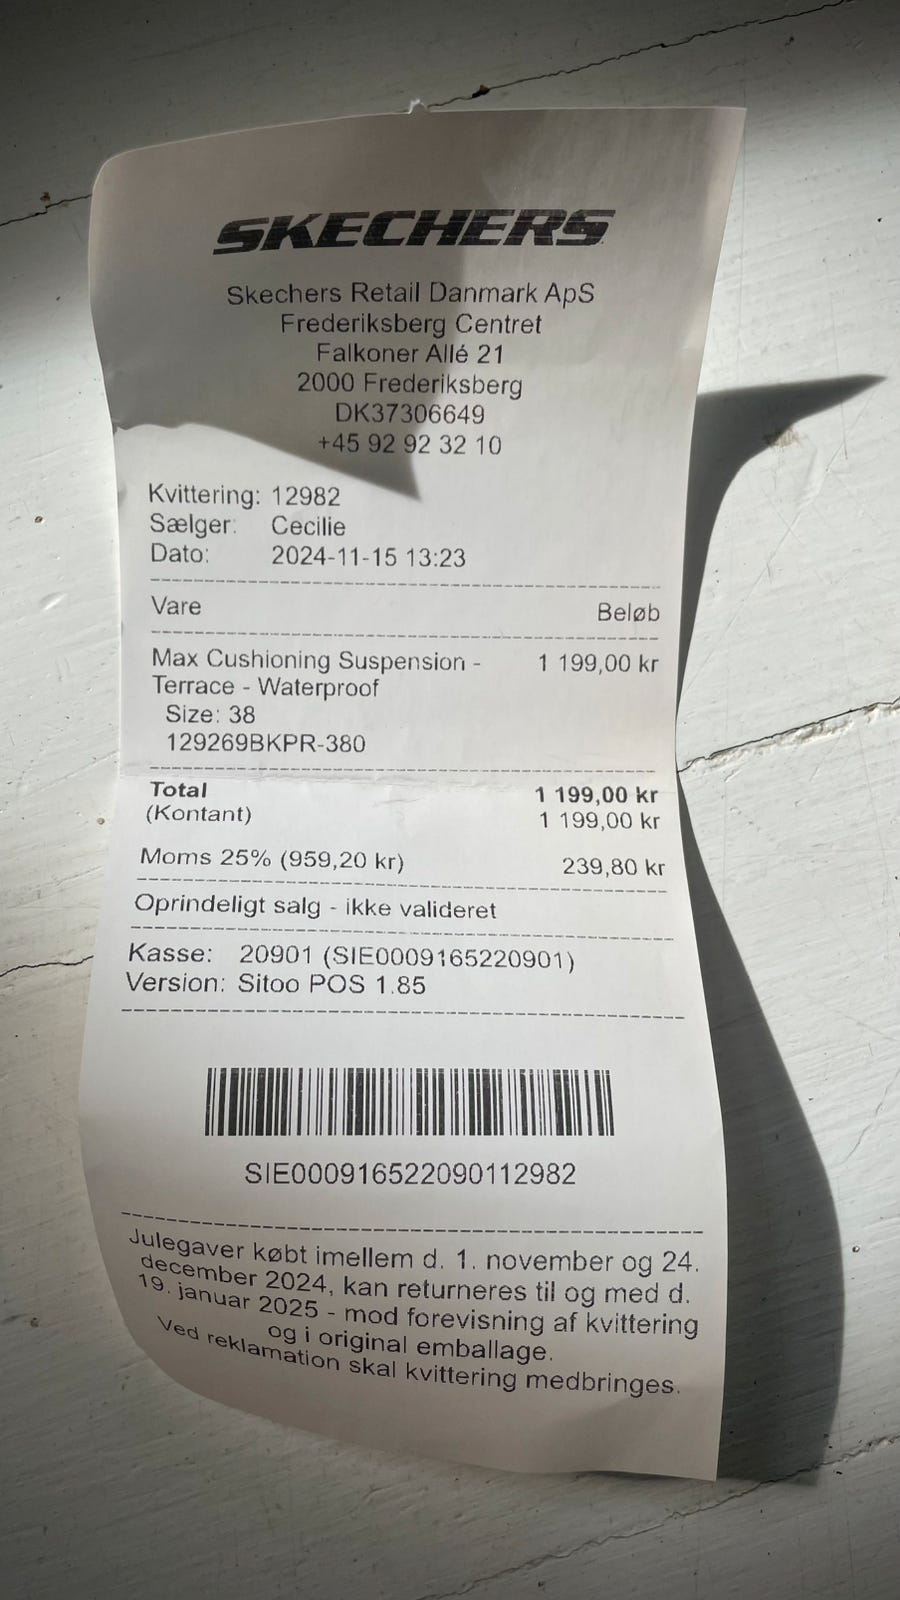 SKECHERS
Skechers Retail Danmark ApS
Frederiksberg Centret
Falkoner Allé 21
2000 Frederiksberg
DK37306649
+45 92 92 32 10
Kvittering: 12982
Sælger: Cecilie
Dato: 2024-11-15 13:23
Vare Beløb
Max Cushioning Suspension - 1 199,00 kr
Terrace - Waterproof
Size: 38
129269BKPR-380
Total 1 199,00 kr
(Kontant) 1 199,00 kr
Moms 25% (959,20 kr) 239,80 kr
Oprindeligt salg - ikke valideret
Kasse: 20901 (SIE0009165220901)
Version: Sitoo POS 1.85
SIE000916522090112982
Julegaver købt imellem d. 1. november og 24.
december 2024, kan returneres til og med d.
19. januar 2025 - mod forevisning af kvittering
og i original emballage.
Ved reklamation skal kvittering medbringes.